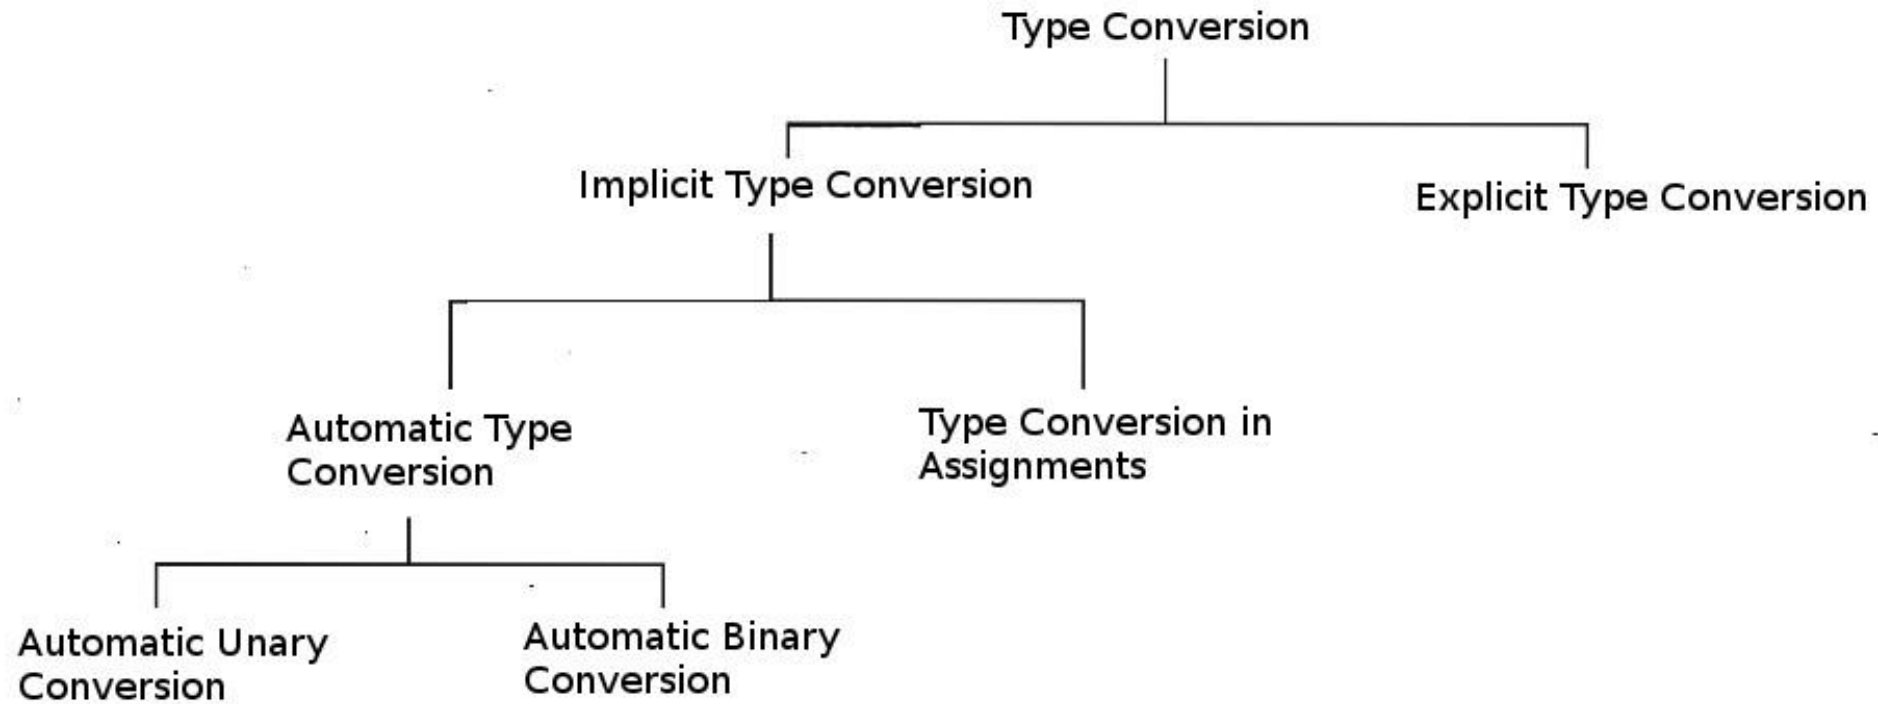 Type Conversion
Implicit Type Conversion
Explicit Type Conversion
Automatic Type
Conversion
Type Conversion in
Assignments
Automatic Unary
Conversion
Automatic Binary
Conversion